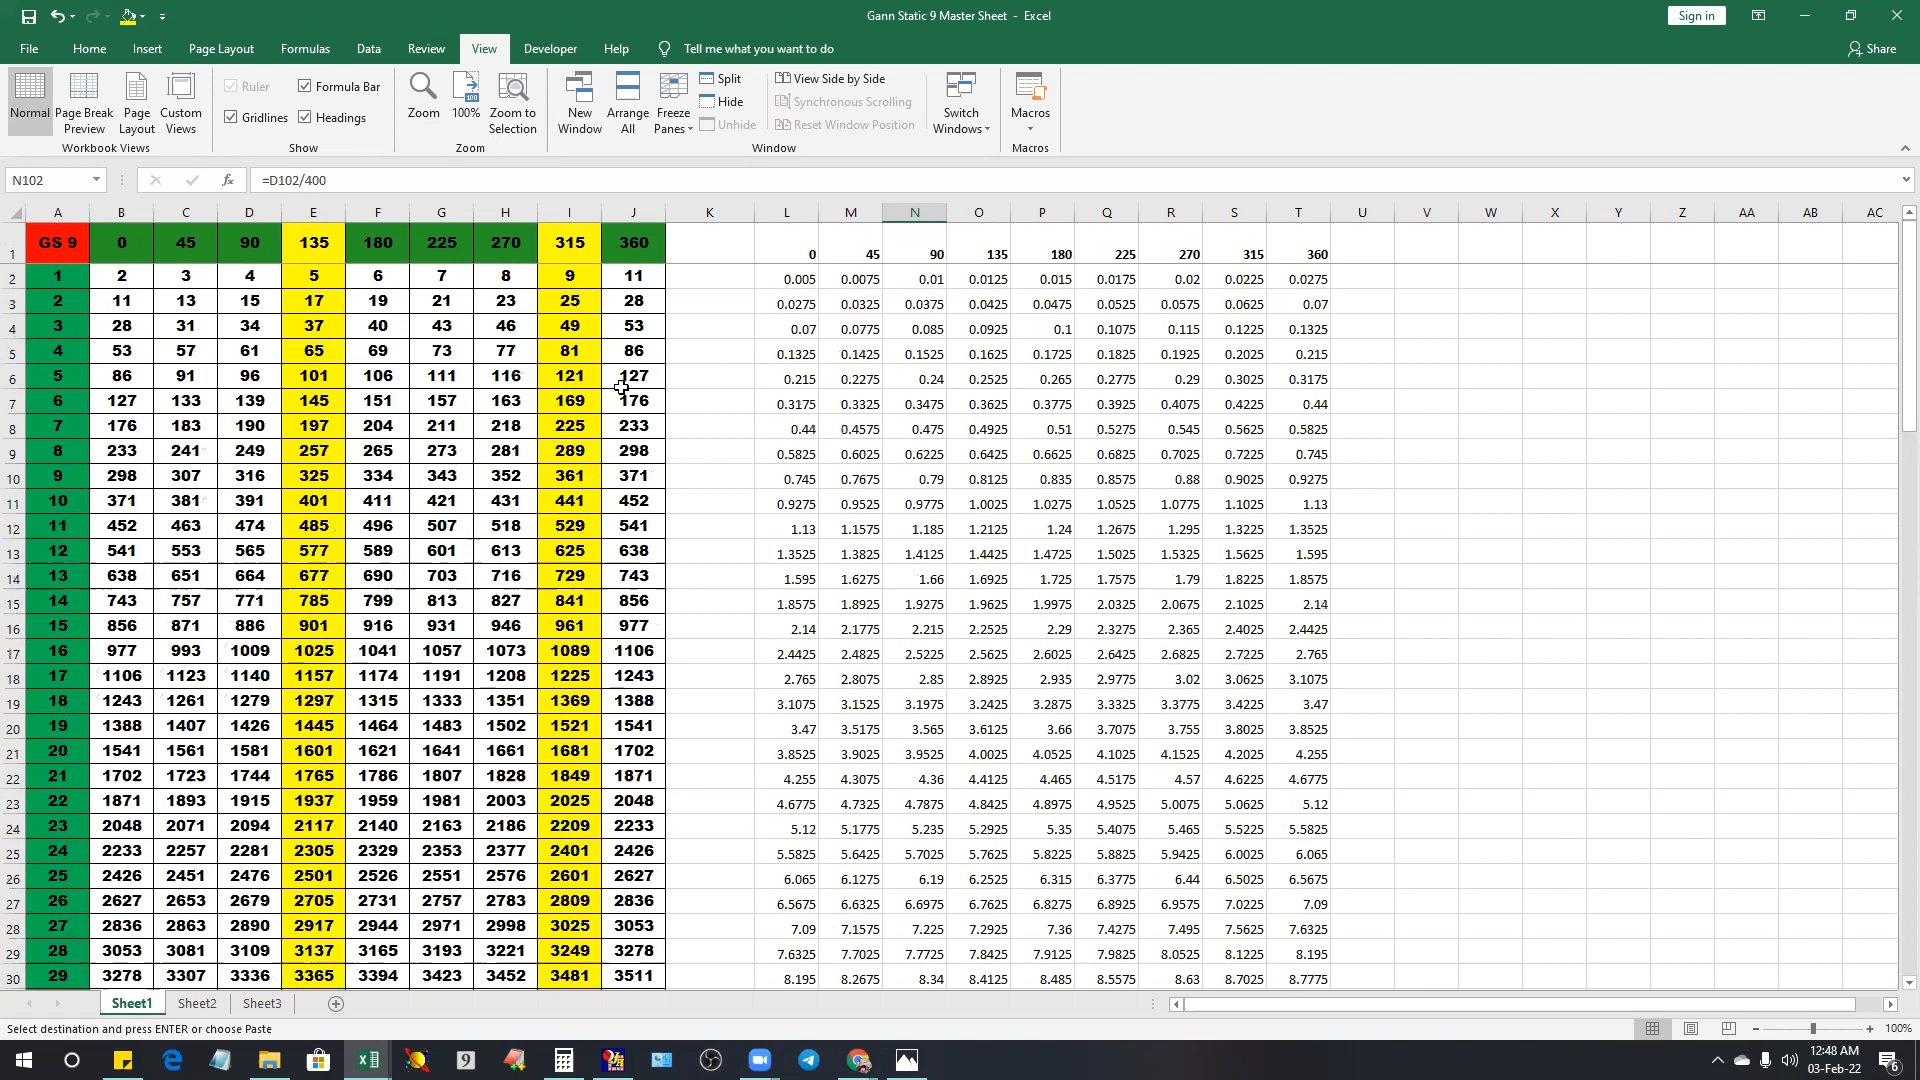 Gann Static 9 Master Sheet - Excel
Sign in
File Home Insert Page Layout Formulas Data Review View Developer Help Tell me what you want to do Share
Normal
Page Break Preview
Page Layout
Custom Views
Workbook Views
Ruler
Formula Bar
Gridlines
Headings
Show
Zoom
100%
Zoom to Selection
Zoom
New Window
Arrange All
Freeze Panes
Split
Hide
Unhide
View Side by Side
Synchronous Scrolling
Reset Window Position
Window
Switch Windows
Macros
Macros
N102 fx =D102/400
A B C D E F G H I J K L M N O P Q R S T U V W X Y Z AA AB AC
1 GS 9 0 45 90 135 180 225 270 315 360 0 45 90 135 180 225 270 315 360
2 1 2 3 4 5 6 7 8 9 11 0.005 0.0075 0.01 0.0125 0.015 0.0175 0.02 0.0225 0.0275
3 2 11 13 15 17 19 21 23 25 28 0.0275 0.0325 0.0375 0.0425 0.0475 0.0525 0.0575 0.0625 0.07
4 3 28 31 34 37 40 43 46 49 53 0.07 0.0775 0.085 0.0925 0.1 0.1075 0.115 0.1225 0.1325
5 4 53 57 61 65 69 73 77 81 86 0.1325 0.1425 0.1525 0.1625 0.1725 0.1825 0.1925 0.2025 0.215
6 5 86 91 96 101 106 111 116 121 127 0.215 0.2275 0.24 0.2525 0.265 0.2775 0.29 0.3025 0.3175
7 6 127 133 139 145 151 157 163 169 176 0.3175 0.3325 0.3475 0.3625 0.3775 0.3925 0.4075 0.4225 0.44
8 7 176 183 190 197 204 211 218 225 233 0.44 0.4575 0.475 0.4925 0.51 0.5275 0.545 0.5625 0.5825
9 8 233 241 249 257 265 273 281 289 298 0.5825 0.6025 0.6225 0.6425 0.6625 0.6825 0.7025 0.7225 0.745
10 9 298 307 316 325 334 343 352 361 371 0.745 0.7675 0.79 0.8125 0.835 0.8575 0.88 0.9025 0.9275
11 10 371 381 391 401 411 421 431 441 452 0.9275 0.9525 0.9775 1.0025 1.0275 1.0525 1.0775 1.1025 1.13
12 11 452 463 474 485 496 507 518 529 541 1.13 1.1575 1.185 1.2125 1.24 1.2675 1.295 1.3225 1.3525
13 12 541 553 565 577 589 601 613 625 638 1.3525 1.3825 1.4125 1.4425 1.4725 1.5025 1.5325 1.5625 1.595
14 13 638 651 664 677 690 703 716 729 743 1.595 1.6275 1.66 1.6925 1.725 1.7575 1.79 1.8225 1.8575
15 14 743 757 771 785 799 813 827 841 856 1.8575 1.8925 1.9275 1.9625 1.9975 2.0325 2.0675 2.1025 2.14
16 15 856 871 886 901 916 931 946 961 977 2.14 2.1775 2.215 2.2525 2.29 2.3275 2.365 2.4025 2.4425
17 16 977 993 1009 1025 1041 1057 1073 1089 1106 2.4425 2.4825 2.5225 2.5625 2.6025 2.6425 2.6825 2.7225 2.765
18 17 1106 1123 1140 1157 1174 1191 1208 1225 1243 2.765 2.8075 2.85 2.8925 2.935 2.9775 3.02 3.0625 3.1075
19 18 1243 1261 1279 1297 1315 1333 1351 1369 1388 3.1075 3.1525 3.1975 3.2425 3.2875 3.3325 3.3775 3.4225 3.47
20 19 1388 1407 1426 1445 1464 1483 1502 1521 1541 3.47 3.5175 3.565 3.6125 3.66 3.7075 3.755 3.8025 3.8525
21 20 1541 1561 1581 1601 1621 1641 1661 1681 1702 3.8525 3.9025 3.9525 4.0025 4.0525 4.1025 4.1525 4.2025 4.255
22 21 1702 1723 1744 1765 1786 1807 1828 1849 1871 4.255 4.3075 4.36 4.4125 4.465 4.5175 4.57 4.6225 4.6775
23 22 1871 1893 1915 1937 1959 1981 2003 2025 2048 4.6775 4.7325 4.7875 4.8425 4.8975 4.9525 5.0075 5.0625 5.12
24 23 2048 2071 2094 2117 2140 2163 2186 2209 2233 5.12 5.1775 5.235 5.2925 5.35 5.4075 5.465 5.5225 5.5825
25 24 2233 2257 2281 2305 2329 2353 2377 2401 2426 5.5825 5.6425 5.7025 5.7625 5.8225 5.8825 5.9425 6.0025 6.065
26 25 2426 2451 2476 2501 2526 2551 2576 2601 2627 6.065 6.1275 6.19 6.2525 6.315 6.3775 6.44 6.5025 6.5675
27 26 2627 2653 2679 2705 2731 2757 2783 2809 2836 6.5675 6.6325 6.6975 6.7625 6.8275 6.8925 6.9575 7.0225 7.09
28 27 2836 2863 2890 2917 2944 2971 2998 3025 3053 7.09 7.1575 7.225 7.2925 7.36 7.4275 7.495 7.5625 7.6325
29 28 3053 3081 3109 3137 3165 3193 3221 3249 3278 7.6325 7.7025 7.7725 7.8425 7.9125 7.9825 8.0525 8.1225 8.195
30 29 3278 3307 3336 3365 3394 3423 3452 3481 3511 8.195 8.2675 8.34 8.4125 8.485 8.5575 8.63 8.7025 8.7775
Sheet1 Sheet2 Sheet3
Select destination and press ENTER or choose Paste
100%
12:48 AM
03-Feb-22